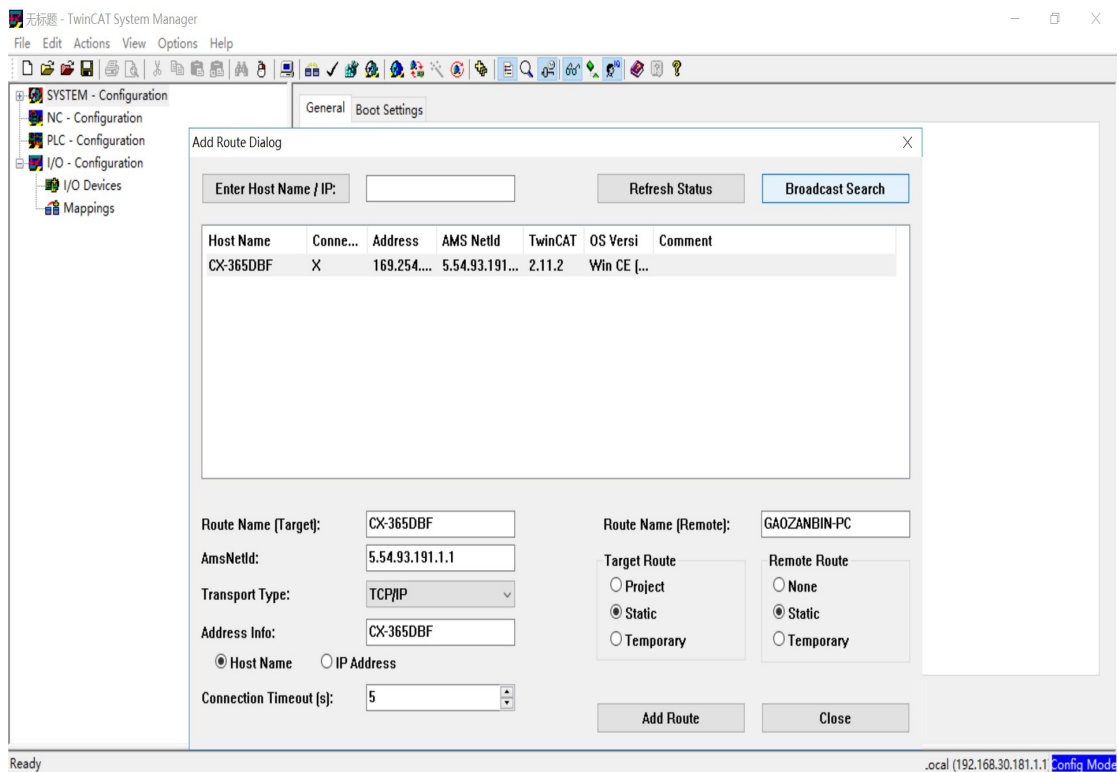 无标题 - TwinCAT System Manager
File Edit Actions View Options Help
SYSTEM - Configuration
NC - Configuration
PLC - Configuration
I/O - Configuration
I/O Devices
Mappings
General Boot Settings
Add Route Dialog
Enter Host Name / IP: Refresh Status Broadcast Search
Host Name Conne... Address AMS NetId TwinCAT OS Versi Comment
CX-365DBF X 169.254.... 5.54.93.191... 2.11.2 Win CE (...
Route Name (Target): CX-365DBF Route Name (Remote): GAOZANBIN-PC
AmsNetId: 5.54.93.191.1.1 Target Route Remote Route
Project None
Transport Type: TCP/IP
Static Static
Address Info: CX-365DBF
Temporary Temporary
Host Name IP Address
Connection Timeout (s): 5
Add Route Close
Ready .ocal (192.168.30.181.1.1) Config Mode